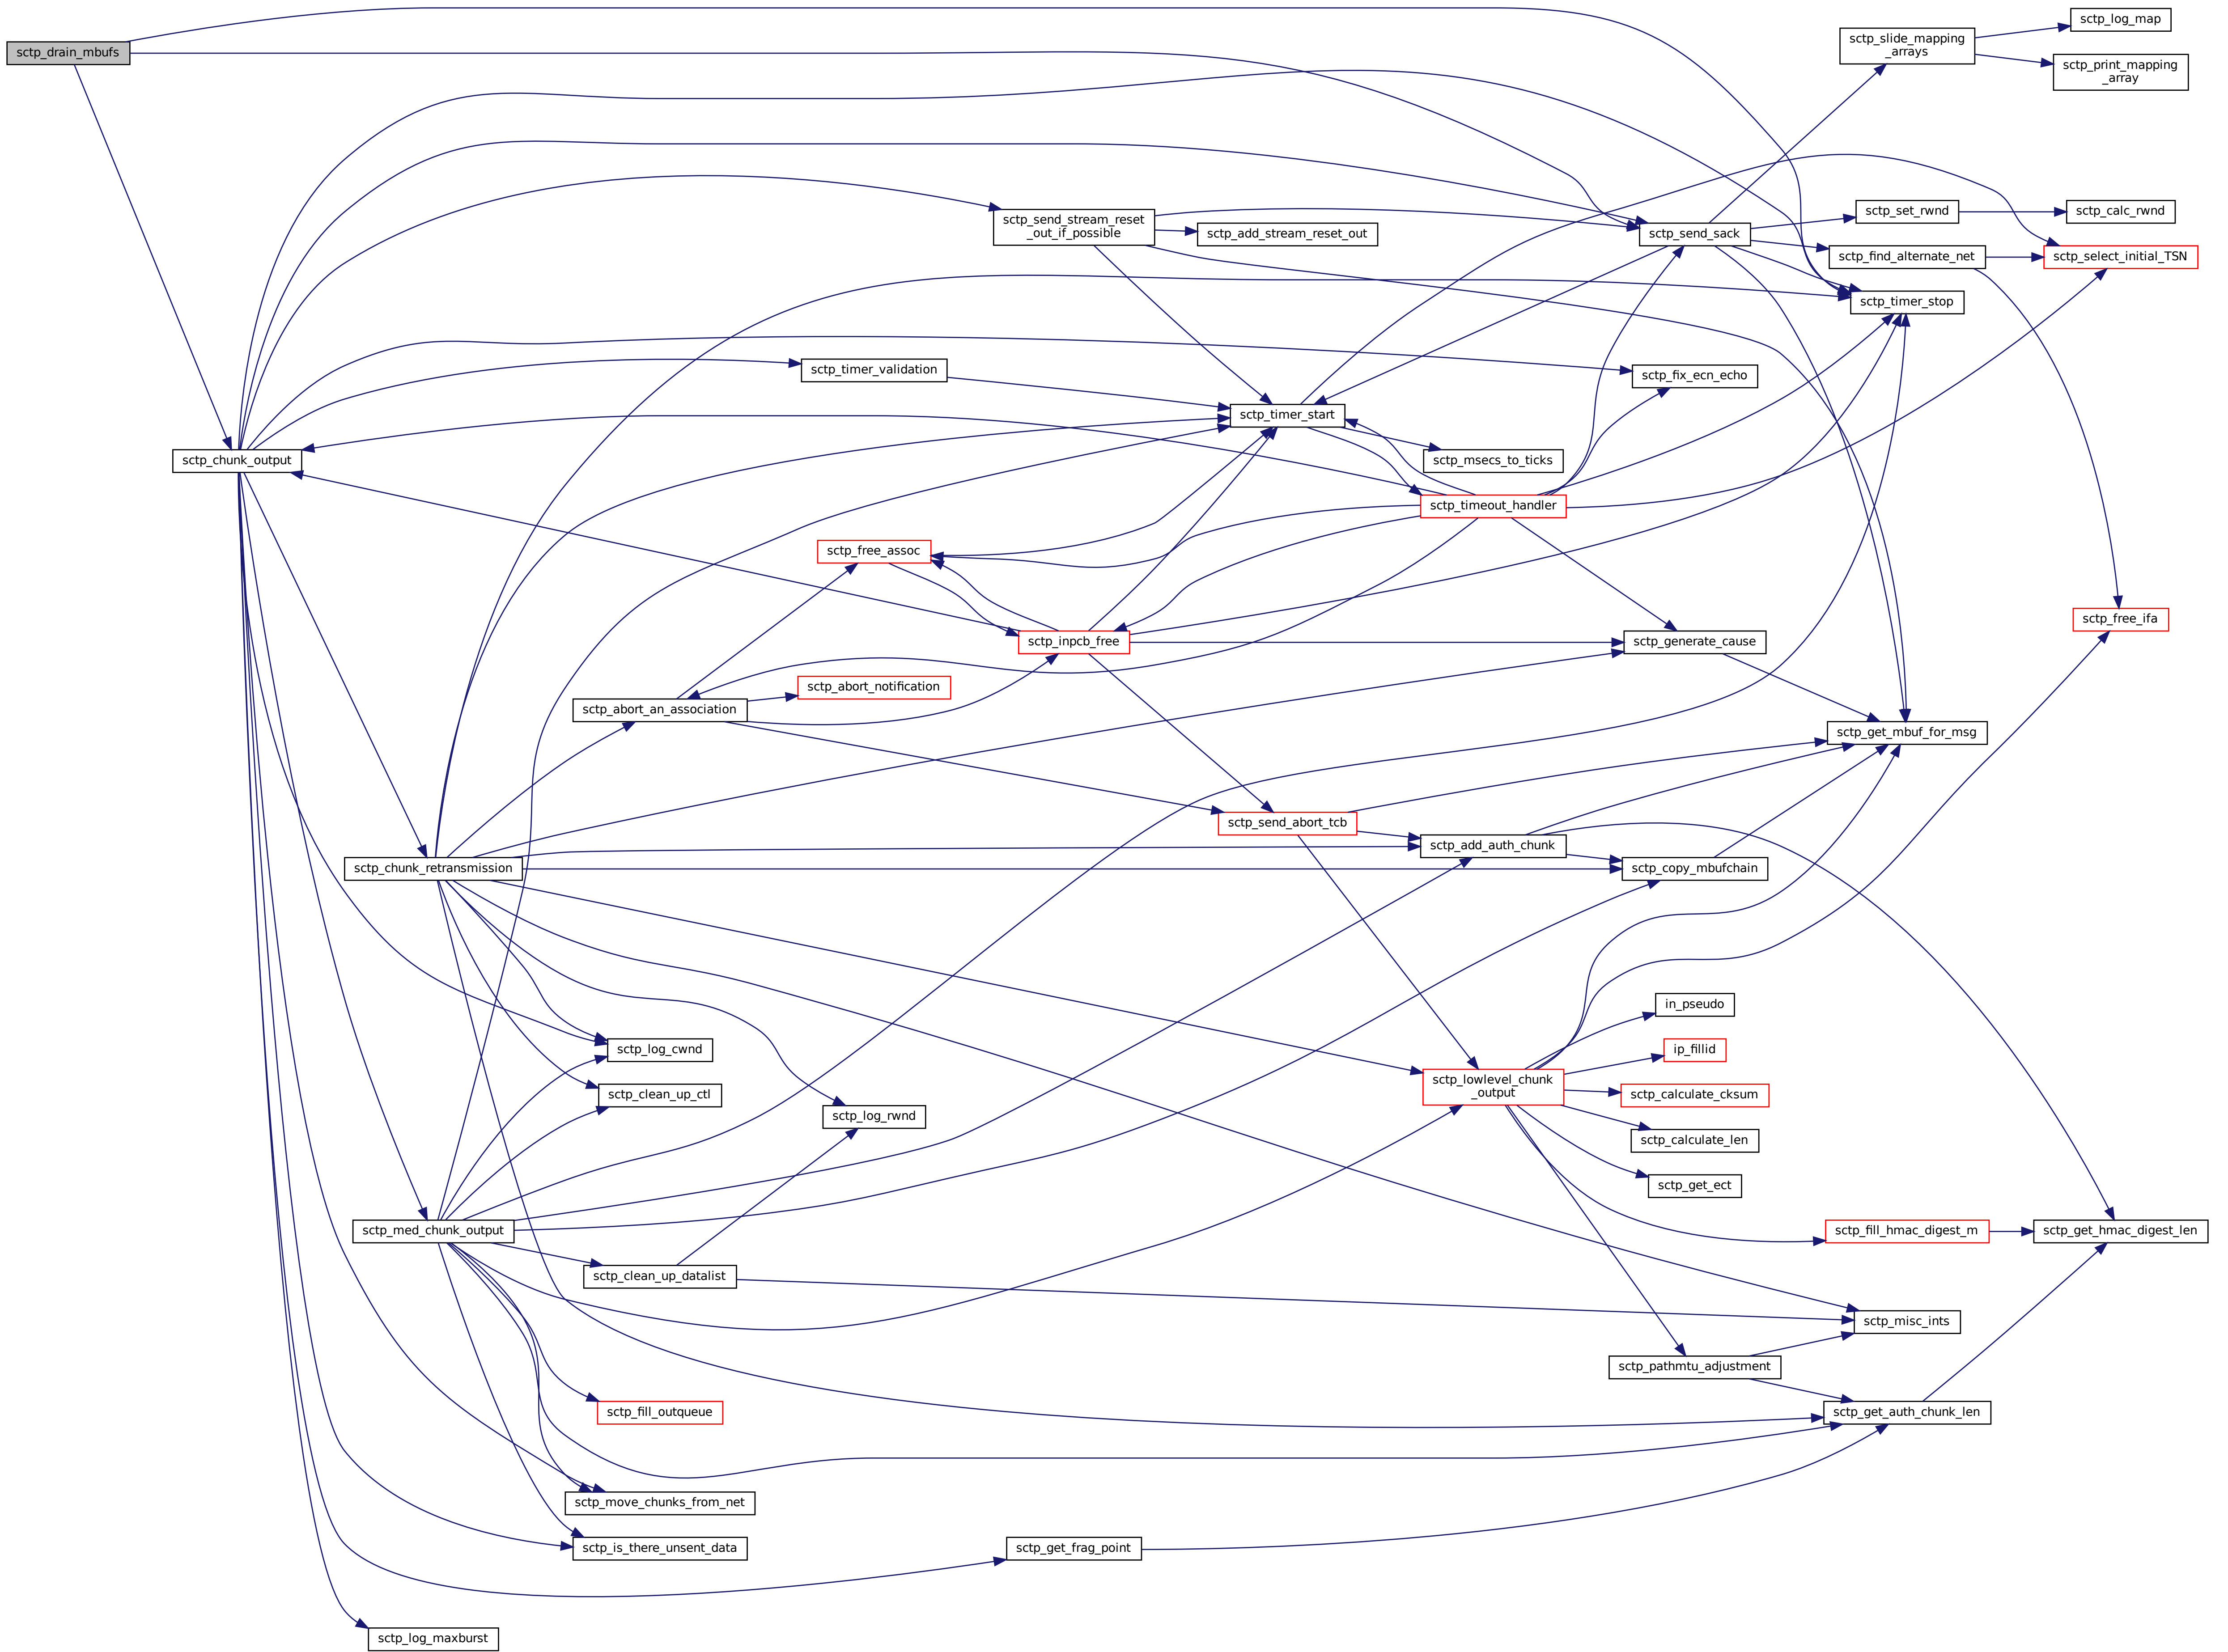 sctp_drain_mbufs
sctp_chunk_output
sctp_chunk_retransmission
sctp_med_chunk_output
sctp_log_maxburst
sctp_abort_an_association
sctp_log_cwnd
sctp_clean_up_ctl
sctp_clean_up_datalist
sctp_fill_outqueue
sctp_move_chunks_from_net
sctp_is_there_unsent_data
sctp_timer_validation
sctp_free_assoc
sctp_abort_notification
sctp_log_rwnd
sctp_send_stream_reset
_out_if_possible
sctp_inpcb_free
sctp_get_frag_point
sctp_add_stream_reset_out
sctp_timer_start
sctp_send_abort_tcb
sctp_msecs_to_ticks
sctp_timeout_handler
sctp_add_auth_chunk
sctp_lowlevel_chunk
_output
sctp_send_sack
sctp_fix_ecn_echo
sctp_generate_cause
sctp_copy_mbufchain
in_pseudo
ip_fillid
sctp_calculate_cksum
sctp_calculate_len
sctp_get_ect
sctp_pathmtu_adjustment
sctp_slide_mapping
_arrays
sctp_set_rwnd
sctp_find_alternate_net
sctp_timer_stop
sctp_get_mbuf_for_msg
sctp_fill_hmac_digest_m
sctp_misc_ints
sctp_get_auth_chunk_len
sctp_log_map
sctp_print_mapping
_array
sctp_calc_rwnd
sctp_select_initial_TSN
sctp_free_ifa
sctp_get_hmac_digest_len